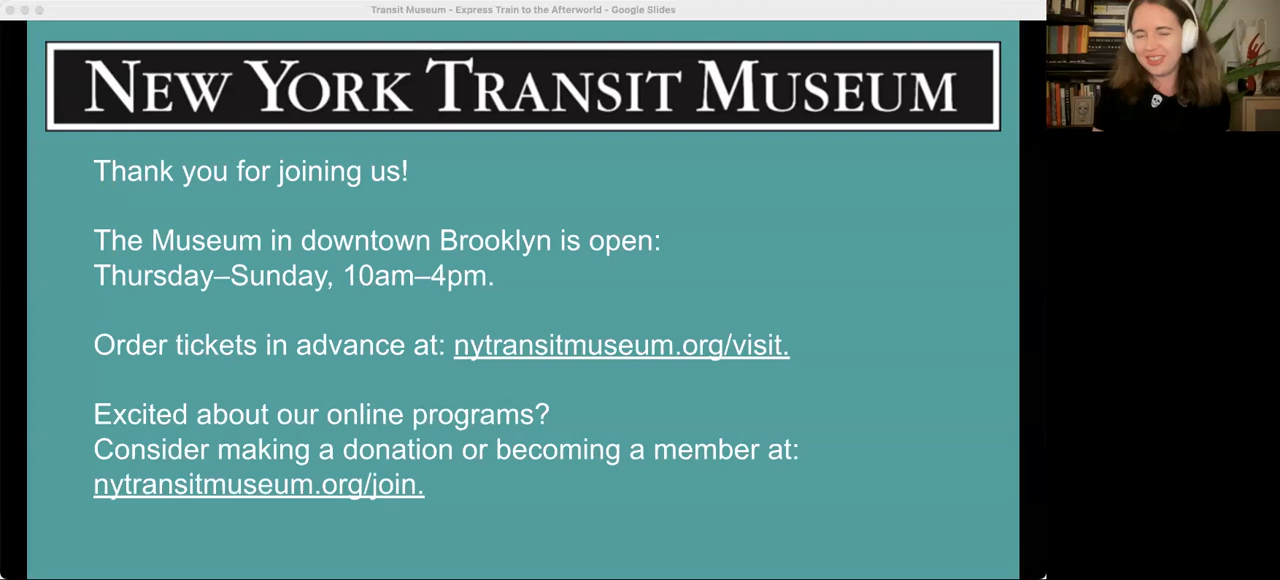 Transit Museum - Express Train to the Afterworld - Google Slides
NEW YORK TRANSIT MUSEUM
Thank you for joining us!
The Museum in downtown Brooklyn is open:
Thursday–Sunday, 10am–4pm.
Order tickets in advance at: nytransitmuseum.org/visit.
Excited about our online programs?
Consider making a donation or becoming a member at:
nytransitmuseum.org/join.